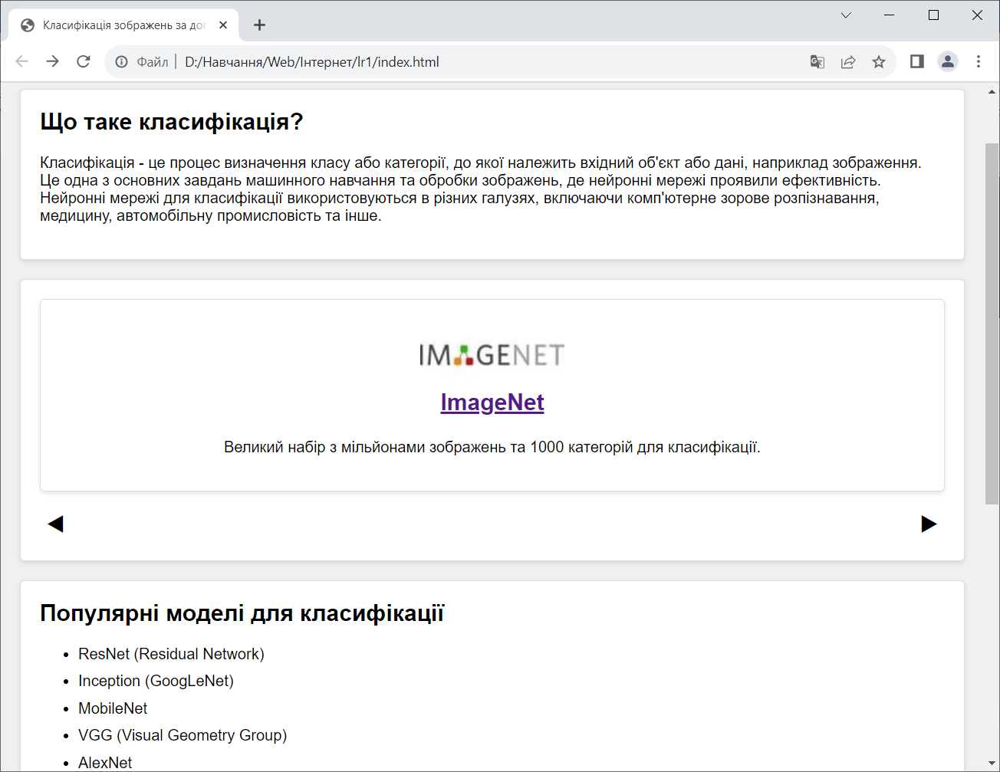 Класифікація зображень за доп
Файл | D:/Навчання/Web/Інтернет/lr1/index.html
Що таке класифікація?
Класифікація - це процес визначення класу або категорії, до якої належить вхідний об'єкт або дані, наприклад зображення.
Це одна з основних завдань машинного навчання та обробки зображень, де нейронні мережі проявили ефективність.
Нейронні мережі для класифікації використовуються в різних галузях, включаючи комп'ютерне зорове розпізнавання,
медицину, автомобільну промисловість та інше.
IMAGENET
ImageNet
Великий набір з мільйонами зображень та 1000 категорій для класифікації.
Популярні моделі для класифікації
ResNet (Residual Network)
Inception (GoogLeNet)
MobileNet
VGG (Visual Geometry Group)
AlexNet